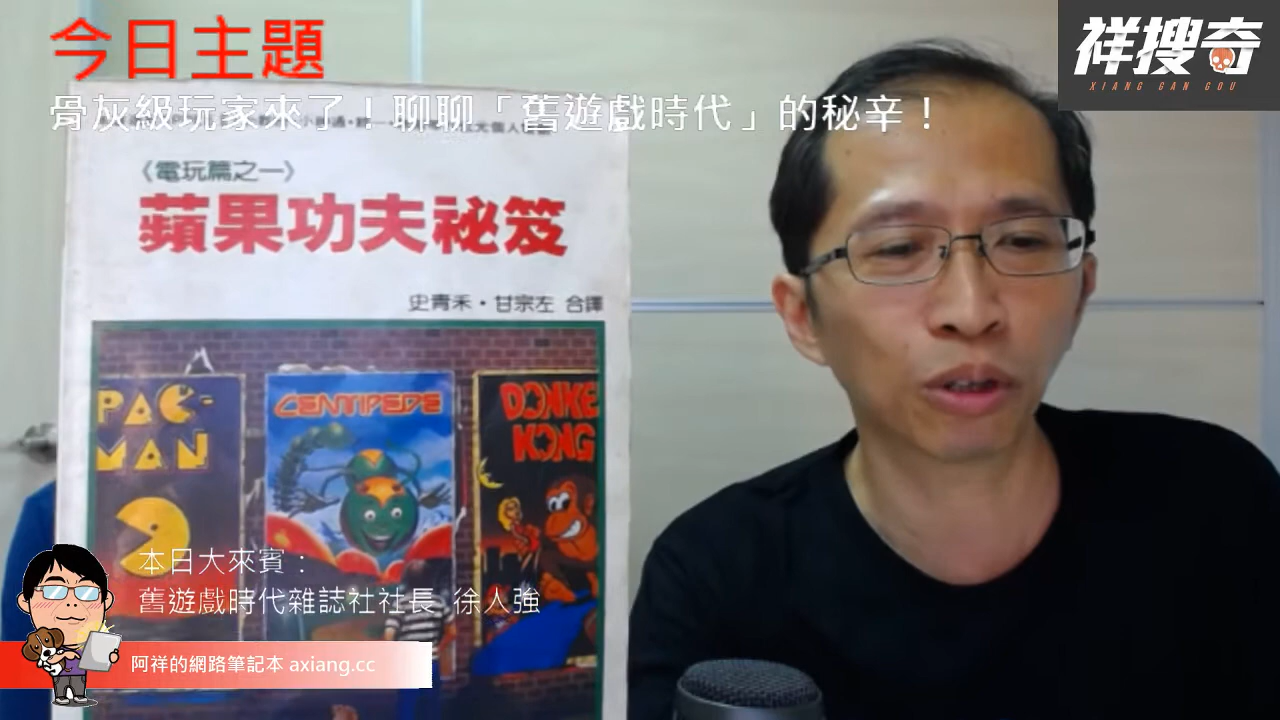 今日主題
祥搜奇
XIANG GAN GOU
骨灰級玩家來了！聊聊「舊遊戲時代」的秘辛！
《電玩篇之一》
蘋果功夫祕笈
史青禾・甘宗左 合譯
PAC-MAN
CENTIPEDE
DONKE
KONG
本日大來賓：
舊遊戲時代雜誌社社長 徐人強
阿祥的網路筆記本 axiang.cc